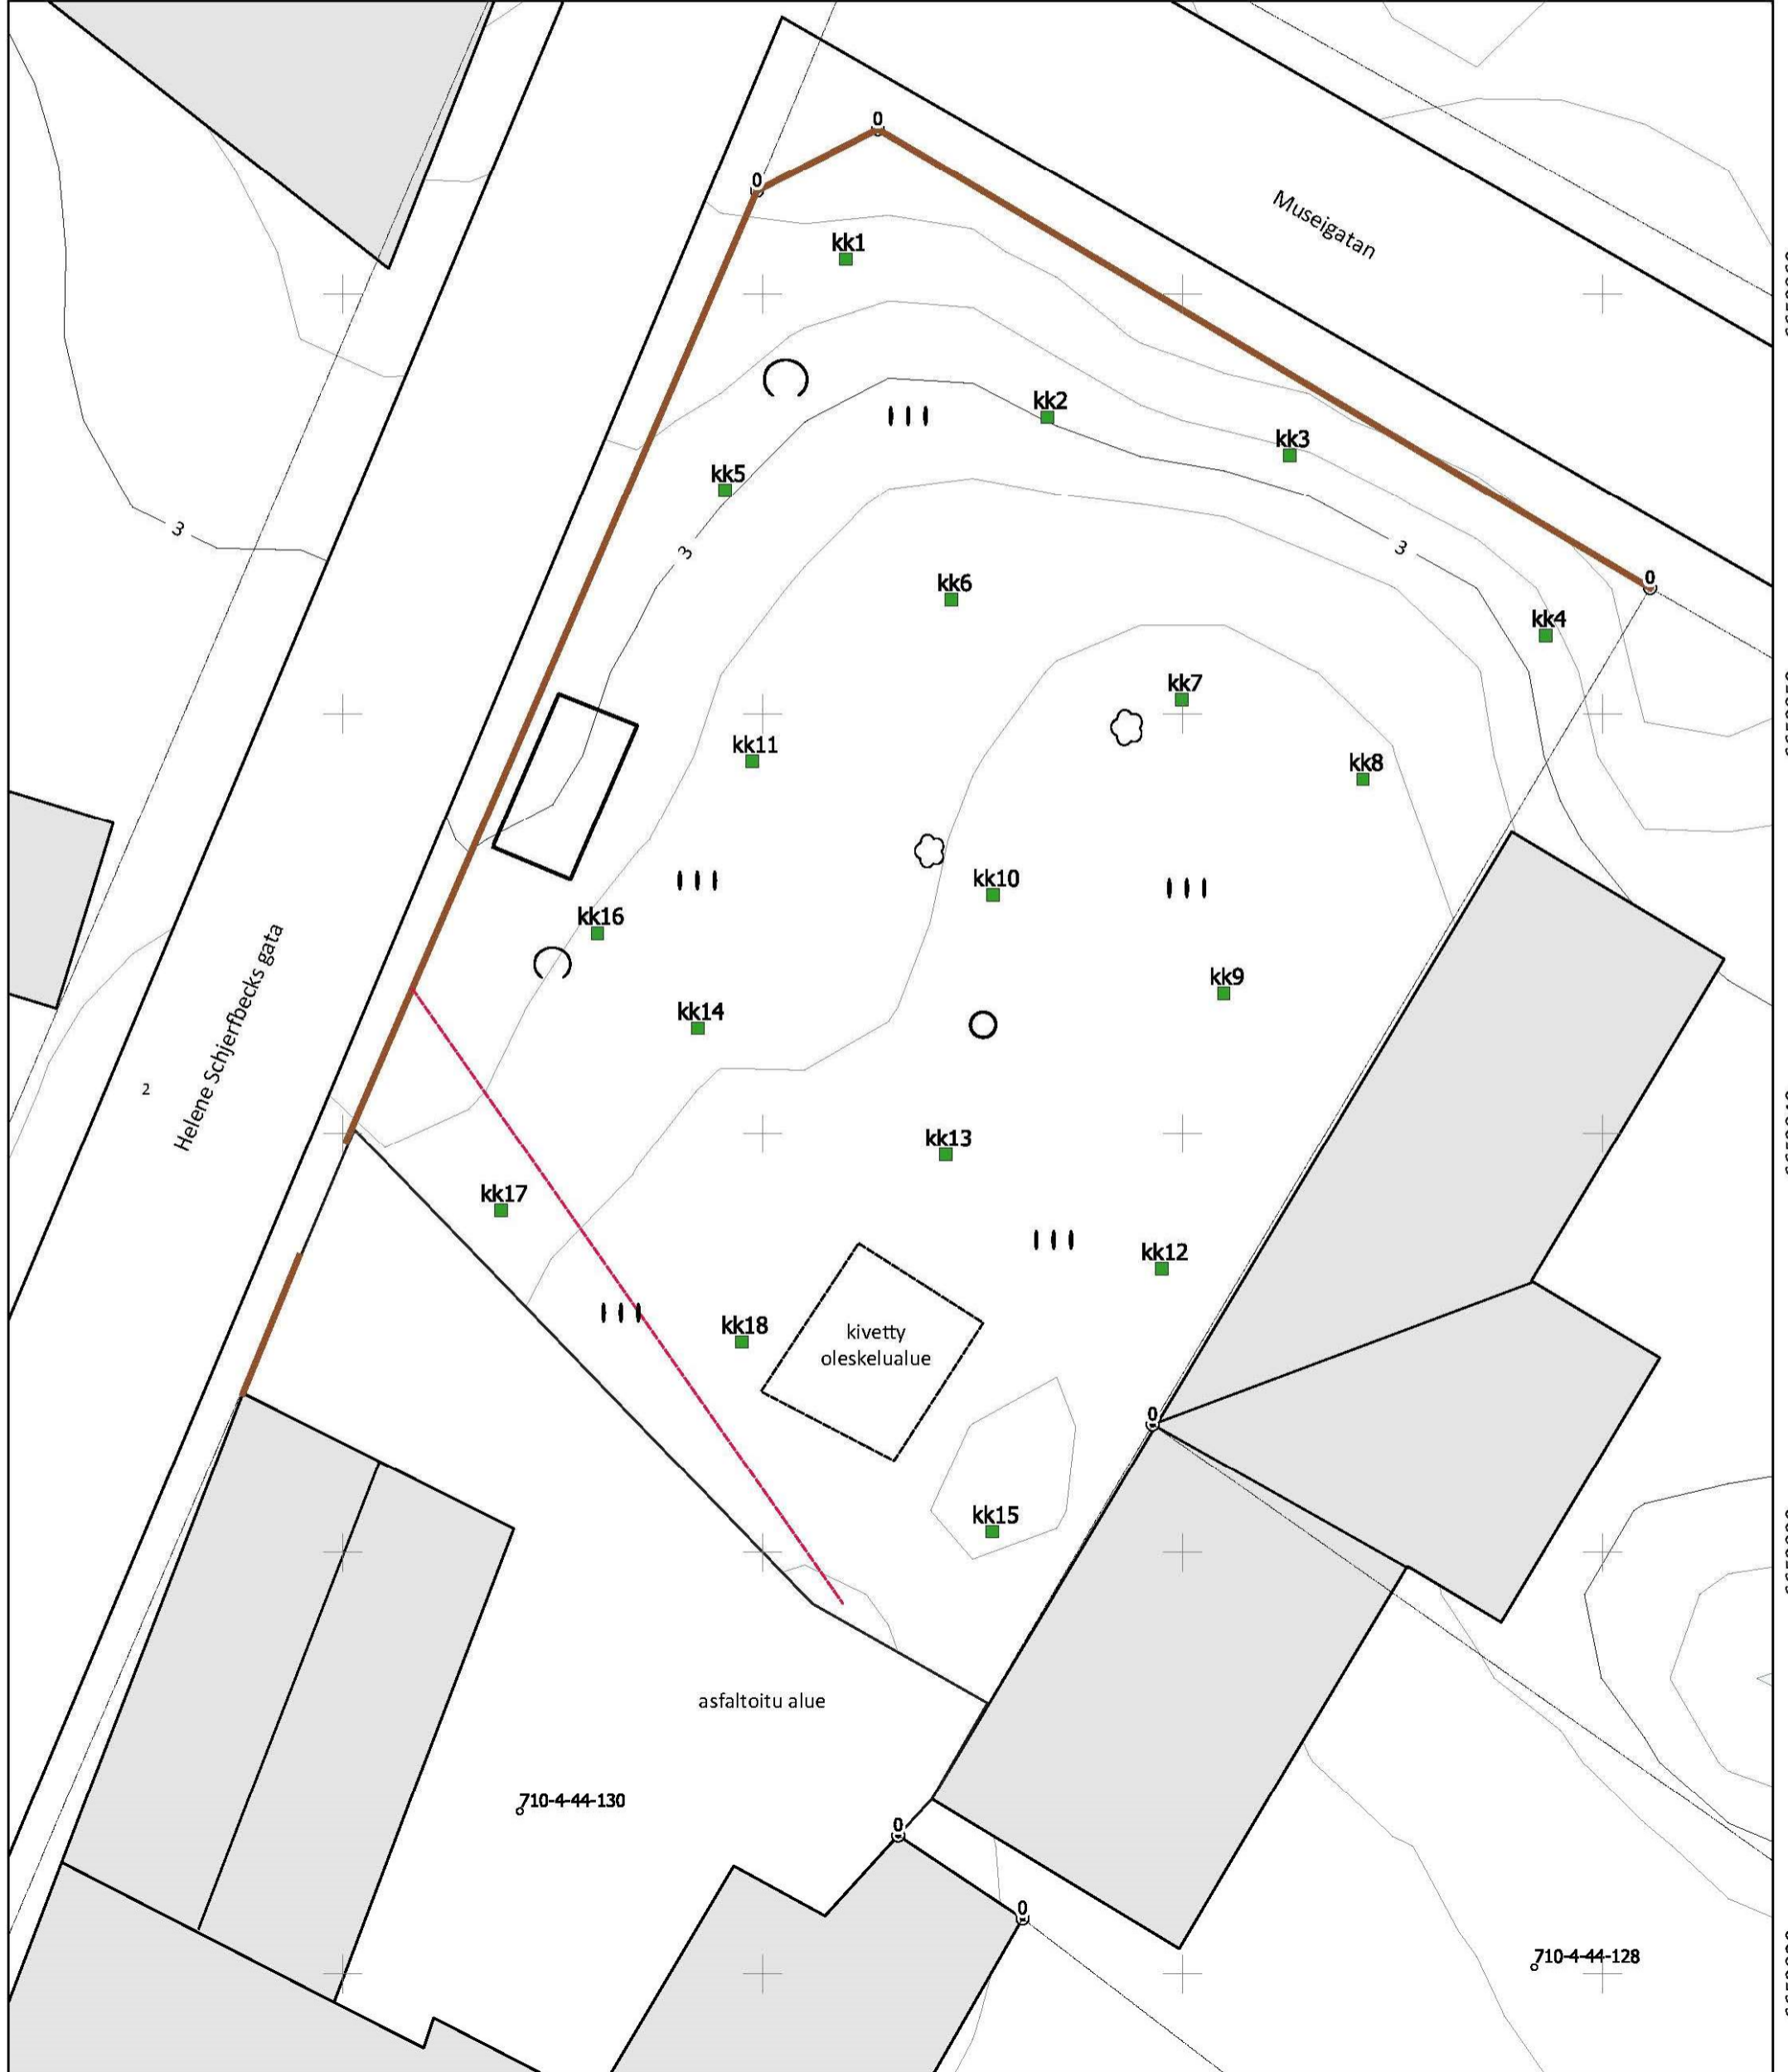 0
0
Museigatan
kk1
kk2
kk3
kk5
3
3
3
kk6
0
kk4
kk7
kk11
kk8
kk10
kk16
kk9
kk14
Helene Schjerfbecks gata
2
kk13
kk17
kk12
kk18
kivetty
oleskelualue
0
kk15
asfaltoitu alue
710-4-44-130
0
0
710-4-44-128